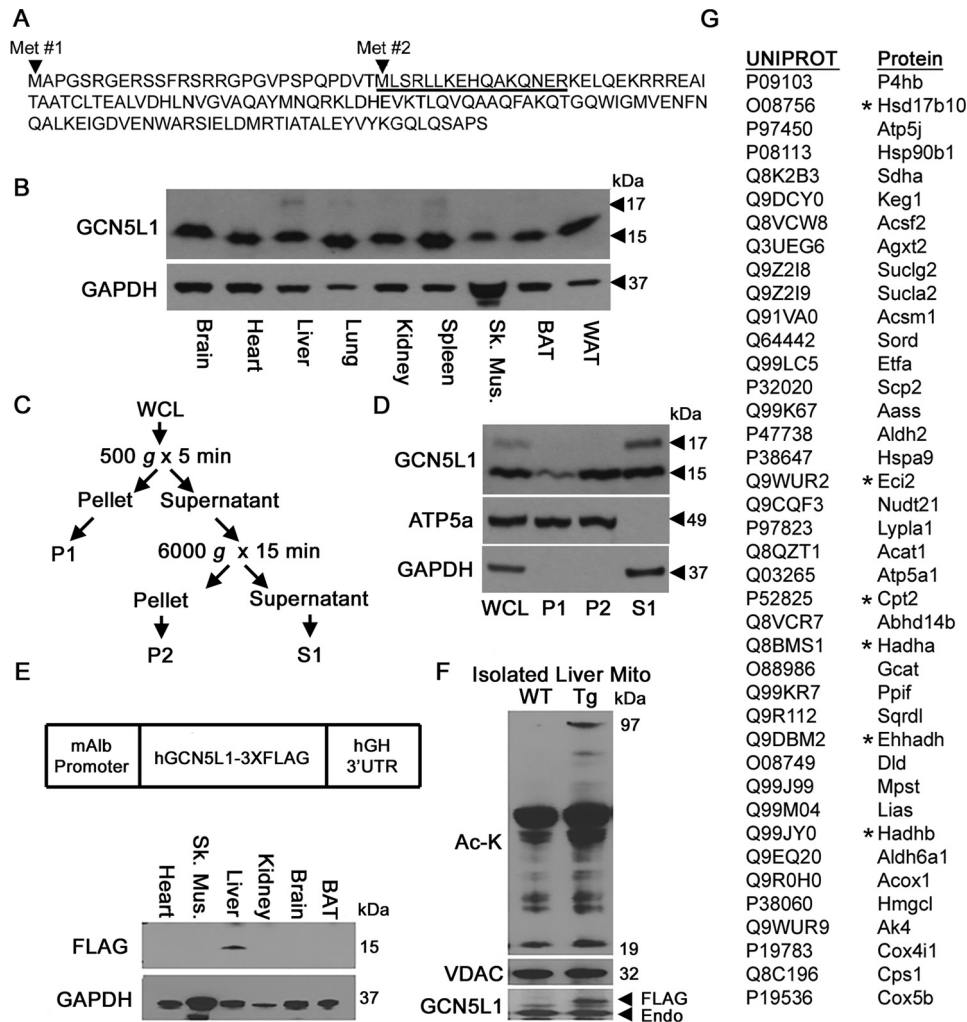 A
Met #1
Met #2
MAPGSRGERSSFRSRRGPGVPSPQPDVTMLSRLLKEHQAKQNERKELQEKRRREAI
TAATCLTEALVDHLNVGVAQAYMNQRKLDHEVKTLQVQAAQFAKQTGQWIGMVENFN
QALKEIGDVENWARSIELDMRTIATALEYVYKGQLQSAPS
B
kDa
GCN5L1
17
15
GAPDH
37
Brain
Heart
Liver
Lung
Kidney
Spleen
Sk. Mus.
BAT
WAT
C
WCL
500 g x 5 min
Pellet
Supernatant
P1
6000 g x 15 min
Pellet
Supernatant
P2
S1
D
kDa
GCN5L1
17
15
ATP5a
49
GAPDH
37
WCL P1 P2 S1
E
mAlb
Promoter
hGCN5L1-3XFLAG
hGH
3'UTR
Heart
Sk. Mus.
Liver
Kidney
Brain
BAT
kDa
FLAG
15
GAPDH
37
F
Isolated Liver Mito
WT Tg kDa
97
Ac-K
19
VDAC
32
GCN5L1
FLAG
Endo
G
UNIPROT Protein
P09103 P4hb
O08756 * Hsd17b10
P97450 Atp5j
P08113 Hsp90b1
Q8K2B3 Sdha
Q9DCY0 Keg1
Q8VCW8 Acsf2
Q3UEG6 Agxt2
Q9Z2I8 Suclg2
Q9Z2I9 Sucla2
Q91VA0 Acsm1
Q64442 Sord
Q99LC5 Etfa
P32020 Scp2
Q99K67 Aass
P47738 Aldh2
P38647 Hspa9
Q9WUR2 * Eci2
Q9CQF3 Nudt21
P97823 Lypla1
Q8QZT1 Acat1
Q03265 Atp5a1
P52825 * Cpt2
Q8VCR7 Abhd14b
Q8BMS1 * Hadha
O88986 Gcat
Q99KR7 Ppif
Q9R112 Sqrdl
Q9DBM2 * Ehhadh
O08749 Dld
Q99J99 Mpst
Q99M04 Lias
Q99JY0 * Hadhb
Q9EQ20 Aldh6a1
Q9R0H0 Acox1
P38060 Hmgcl
Q9WUR9 Ak4
P19783 Cox4i1
Q8C196 Cps1
P19536 Cox5b